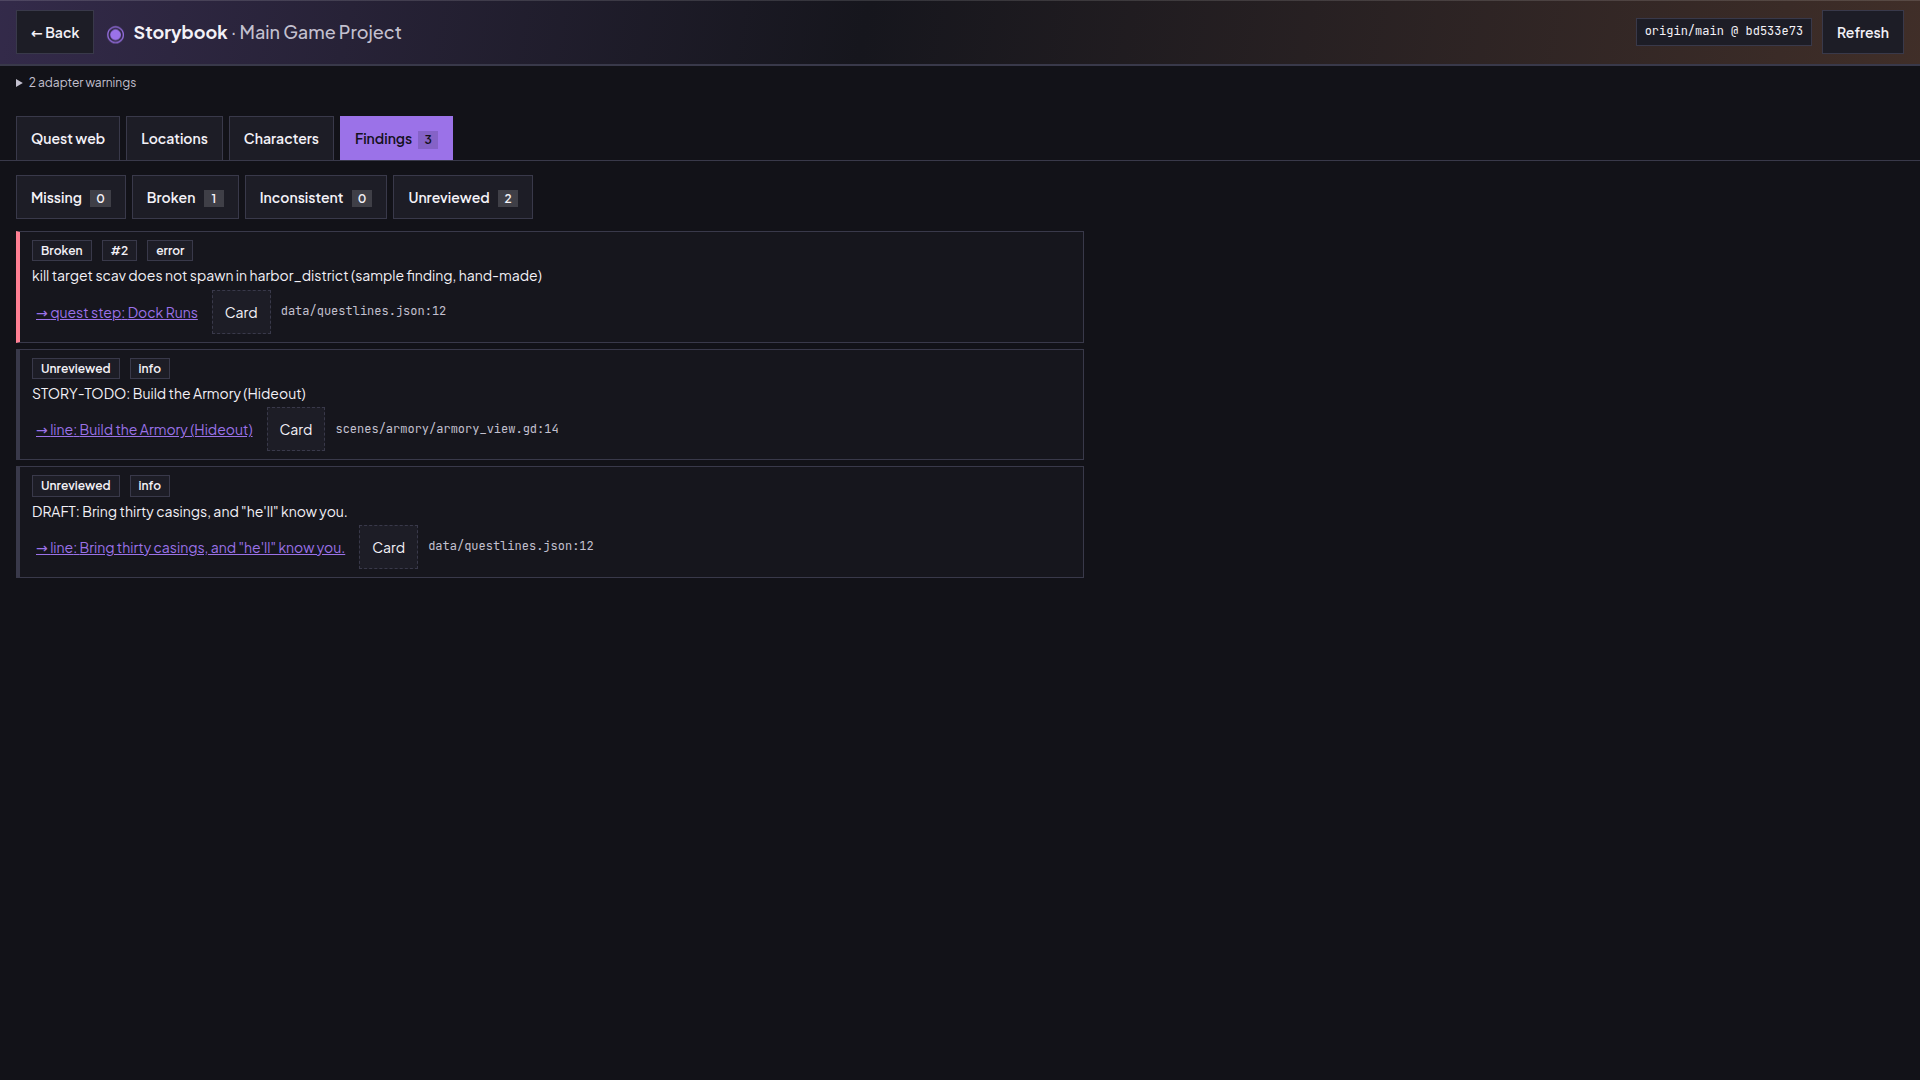 ← Back
Storybook · Main Game Project
origin/main @ bd533e73
Refresh
▶ 2 adapter warnings
Quest web
Locations
Characters
Findings 3
Missing 0
Broken 1
Inconsistent 0
Unreviewed 2
Broken #2 error
kill target scav does not spawn in harbor_district (sample finding, hand-made)
→ quest step: Dock Runs Card data/questlines.json:12
Unreviewed info
STORY-TODO: Build the Armory (Hideout)
→ line: Build the Armory (Hideout) Card scenes/armory/armory_view.gd:14
Unreviewed info
DRAFT: Bring thirty casings, and "he'll" know you.
→ line: Bring thirty casings, and "he'll" know you. Card data/questlines.json:12